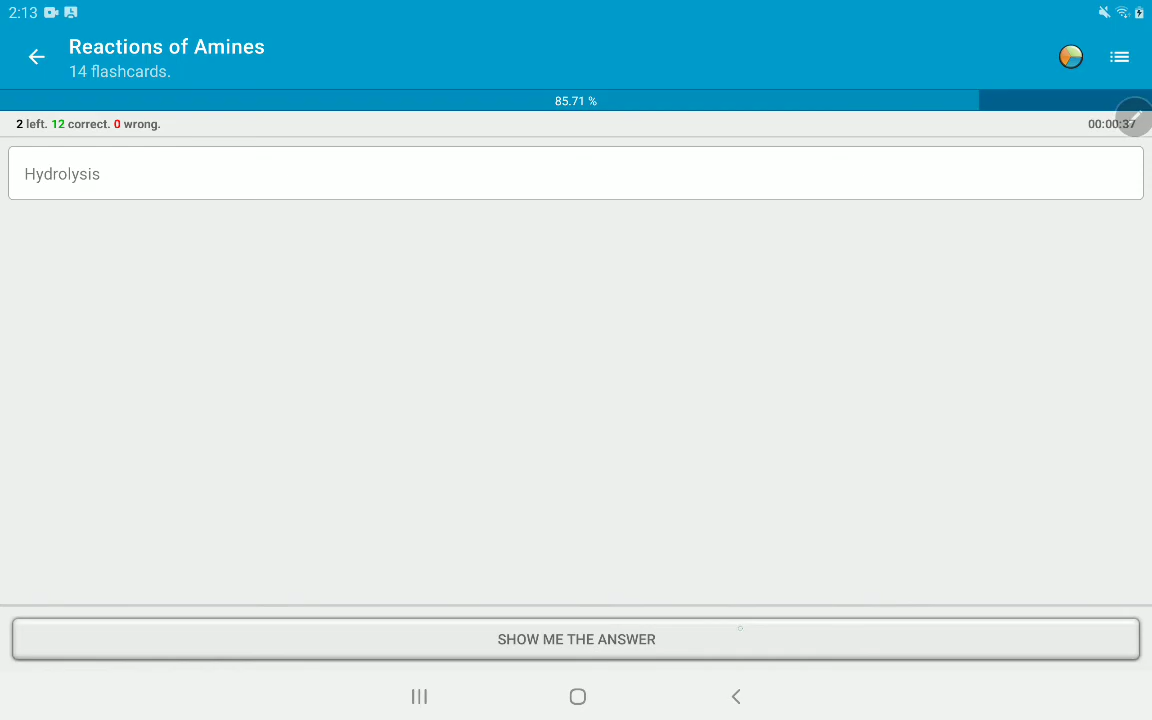 2:13
Reactions of Amines
14 flashcards.
85.71 %
2 left. 12 correct. 0 wrong.
00:00:37
Hydrolysis
SHOW ME THE ANSWER